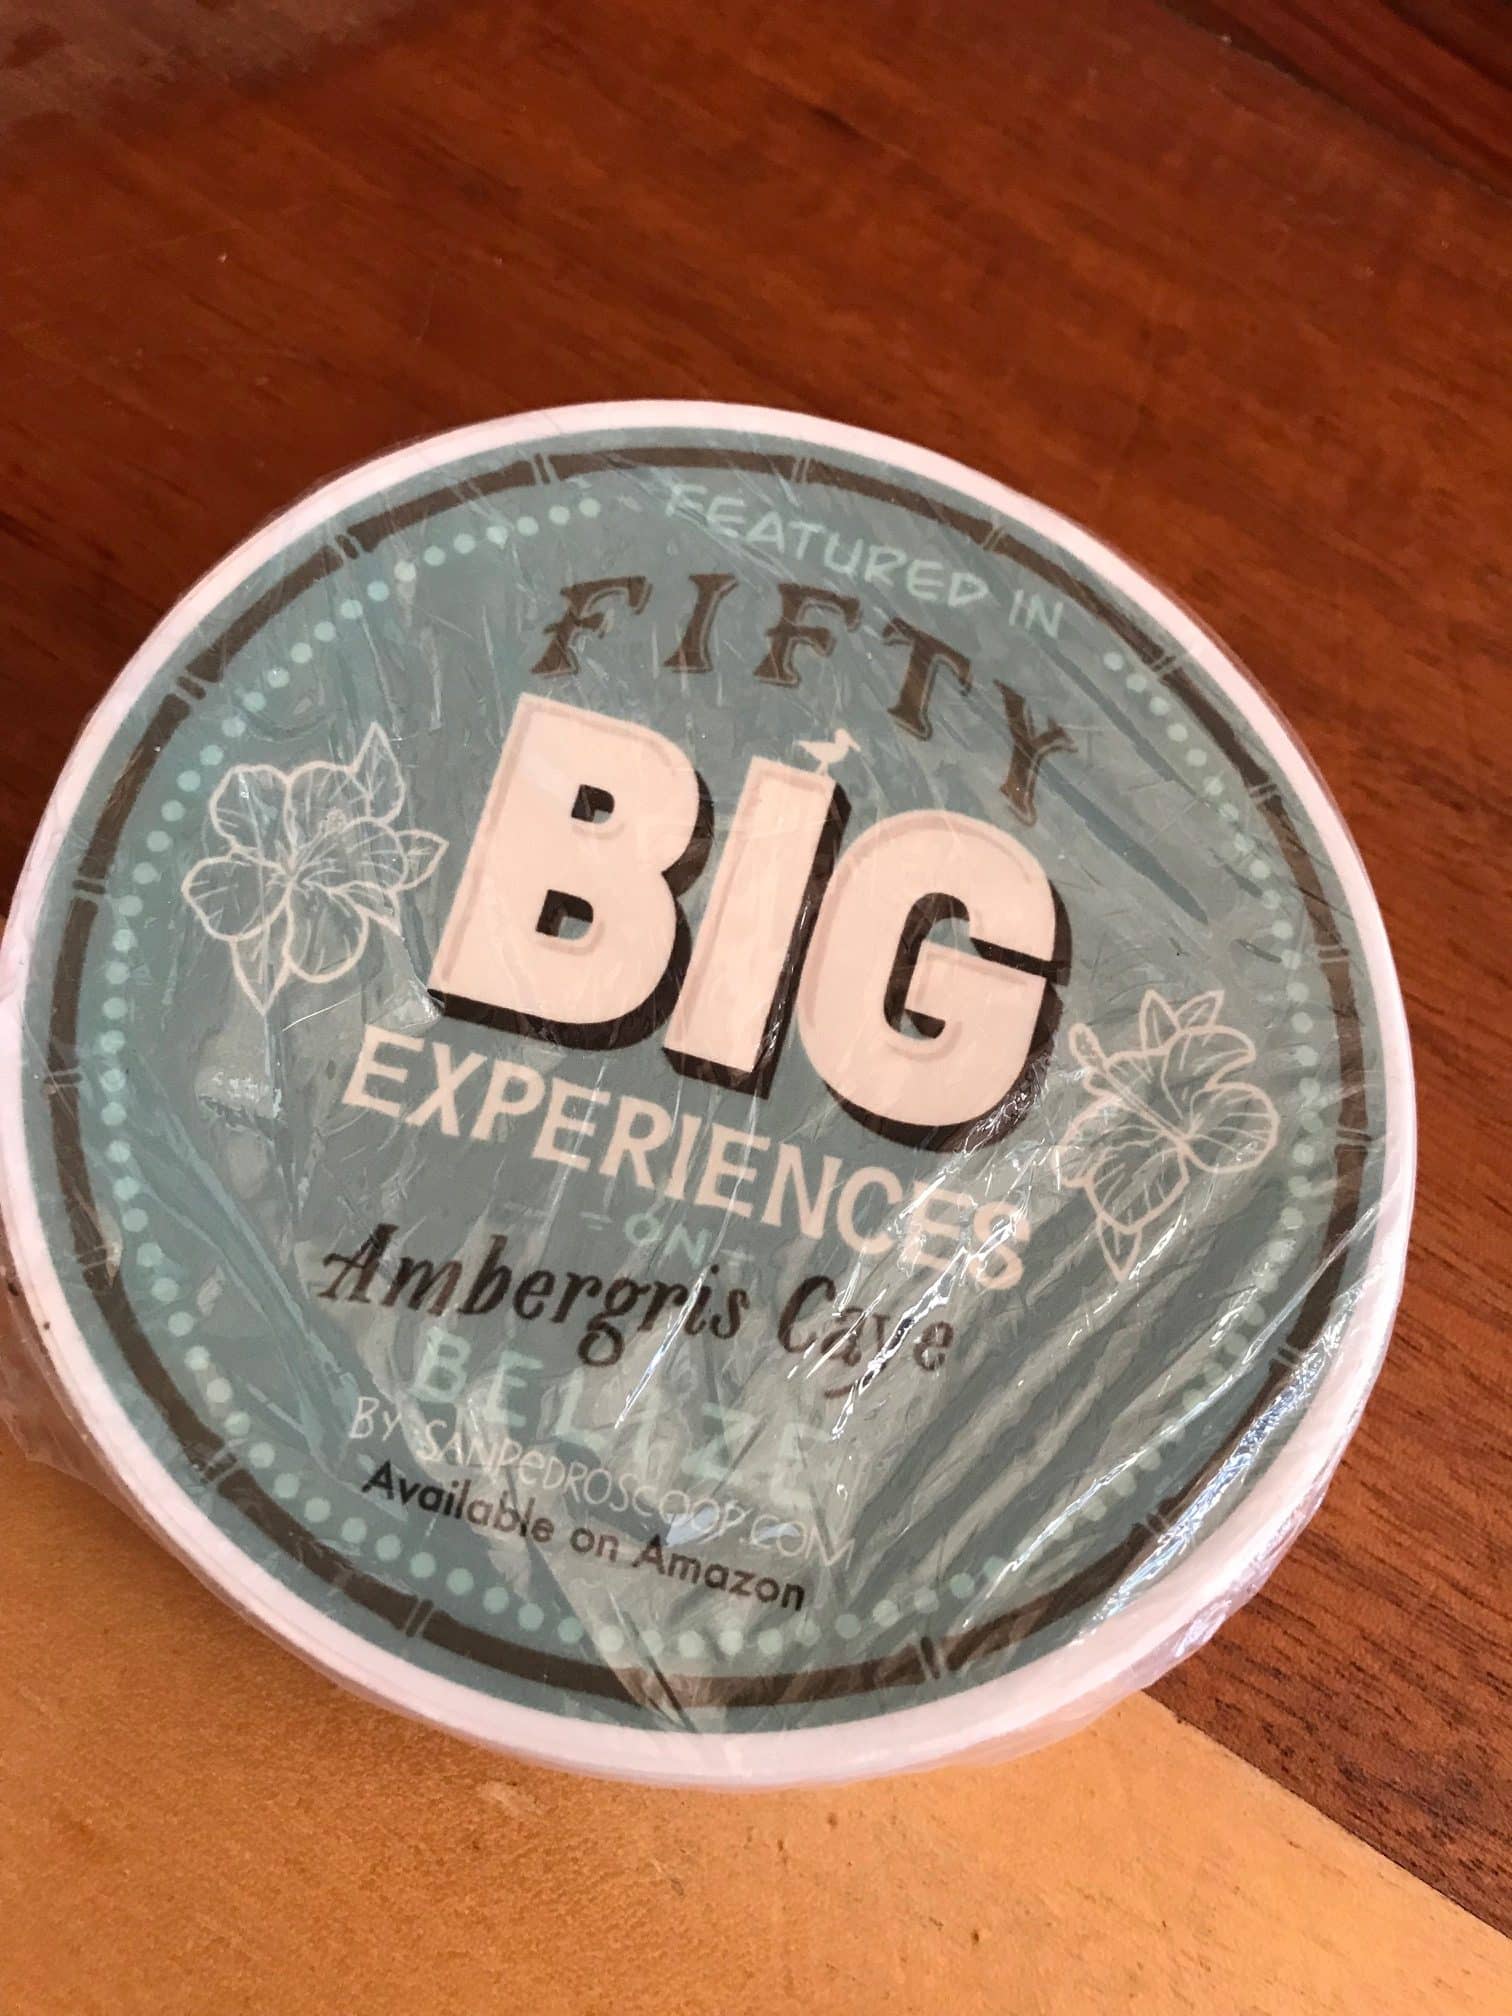 FEATURED IN
FIFTY
BIG
EXPERIENCES
ON
Ambergris Caye
BELIZE
BY SANPEDROSCOOP.COM
Available on Amazon